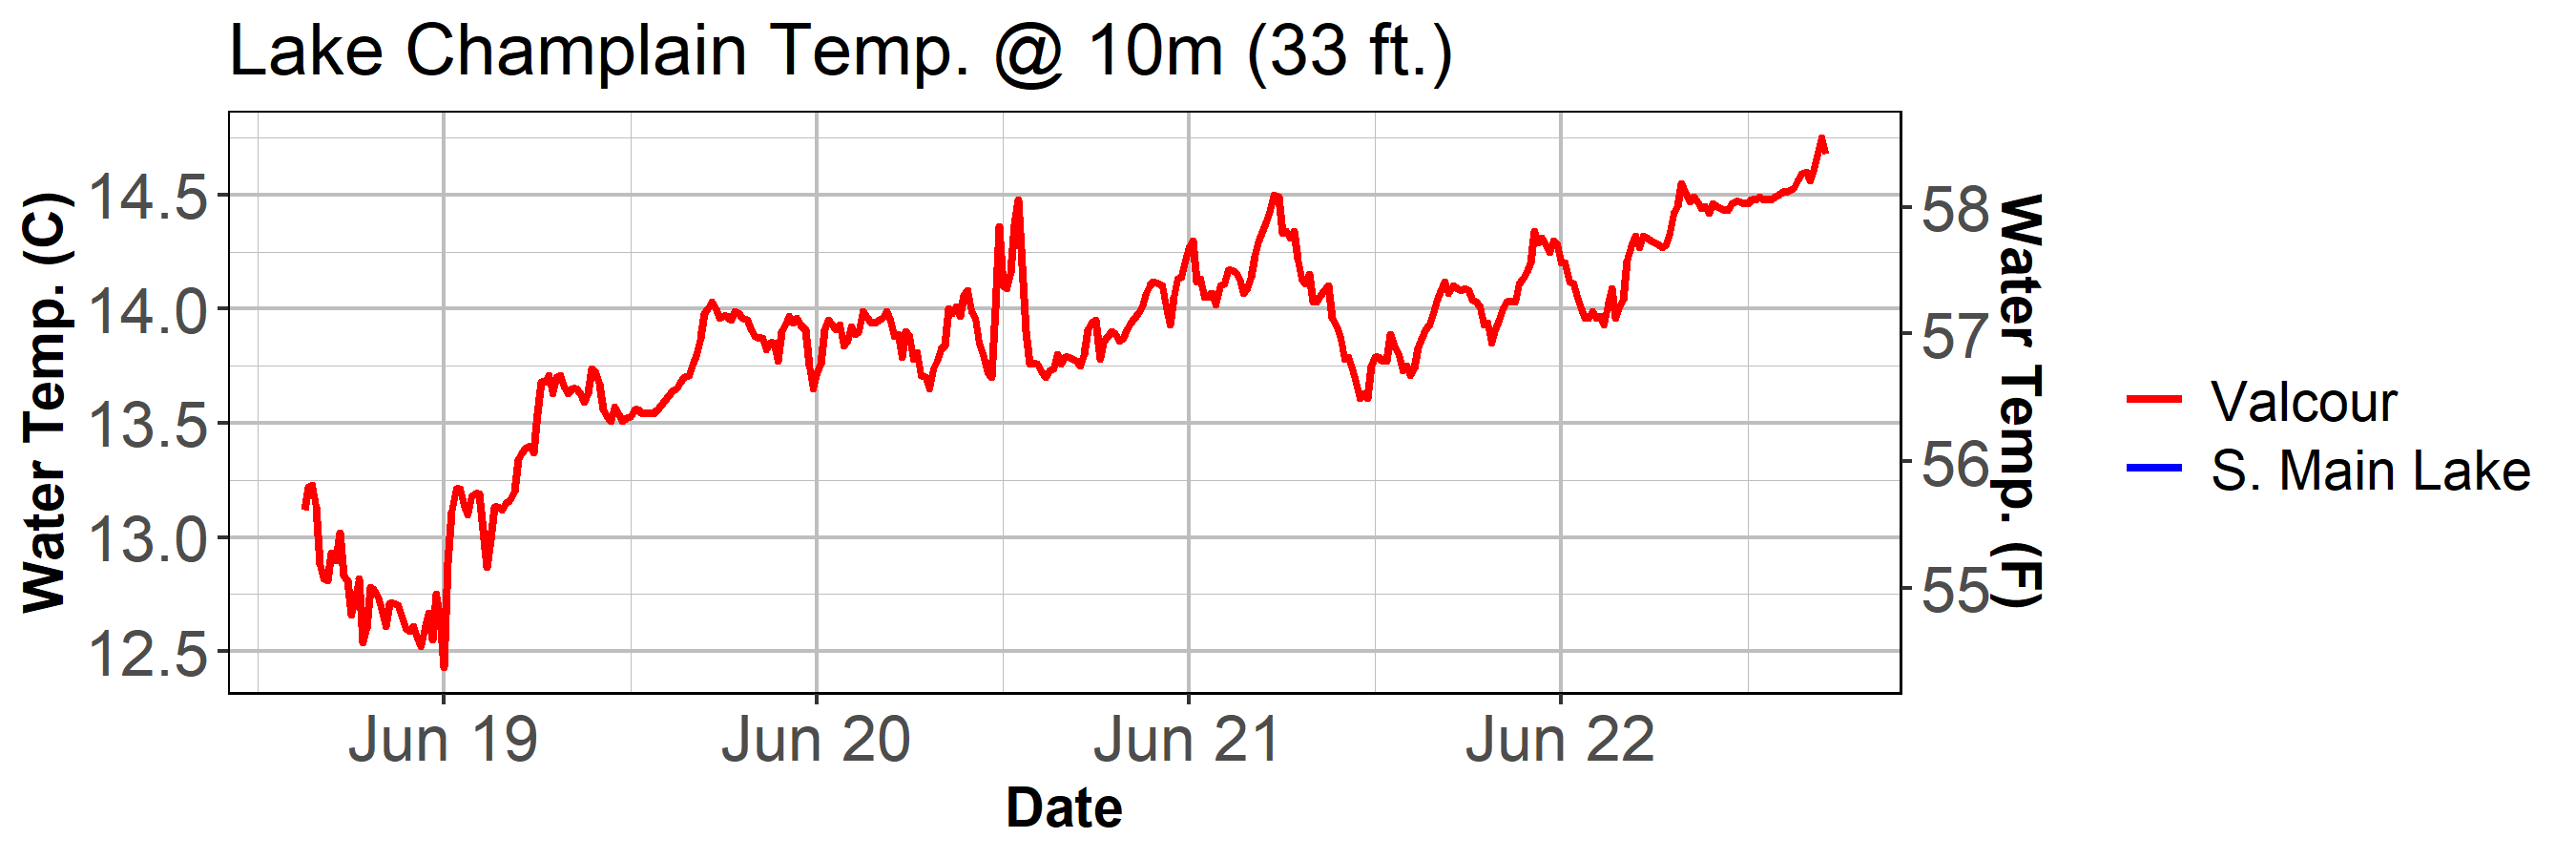 Lake Champlain Temp. @ 10m (33 ft.)
Water Temp. (C)
14.5
14.0
13.5
13.0
12.5
58
57
56
55
Water Temp. (F)
Jun 19
Jun 20
Jun 21
Jun 22
Date
Valcour
S. Main Lake